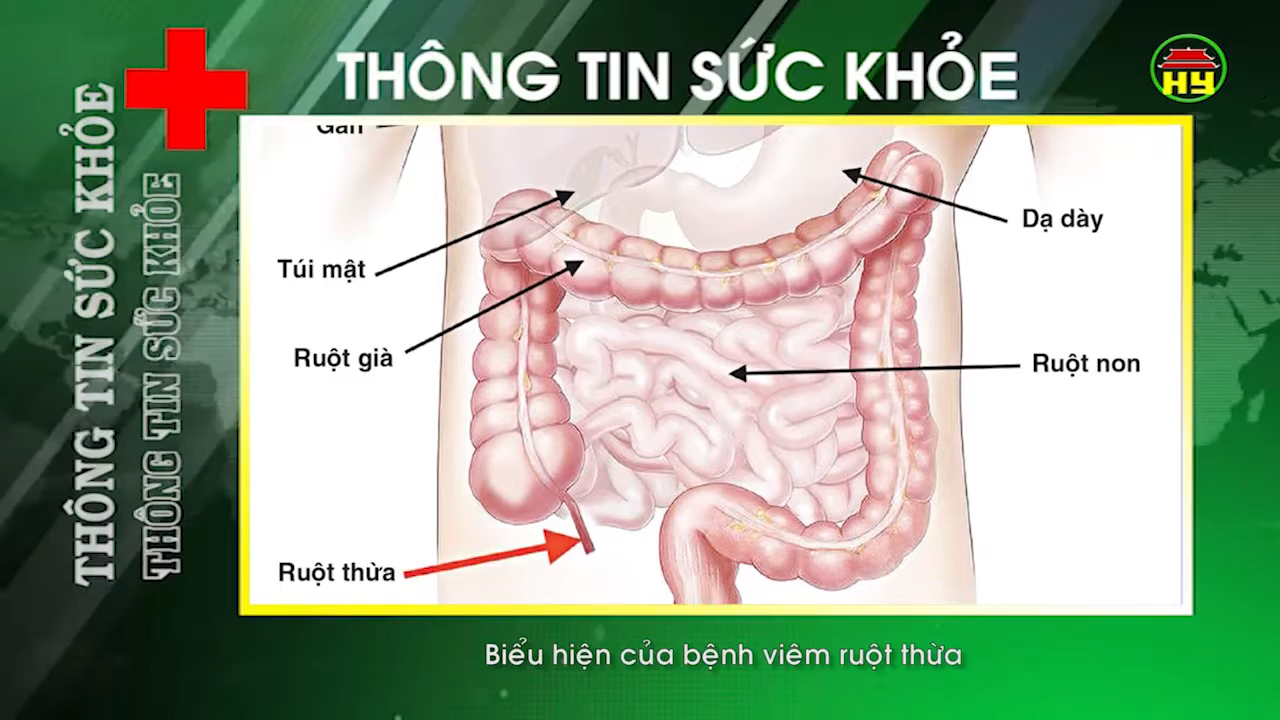 THÔNG TIN SỨC KHỎE
HY
THÔNG TIN SỨC KHỎE
THÔNG TIN SỨC KHỎE
Gan
Túi mật
Dạ dày
Ruột già
Ruột non
Ruột thừa
Biểu hiện của bệnh viêm ruột thừa